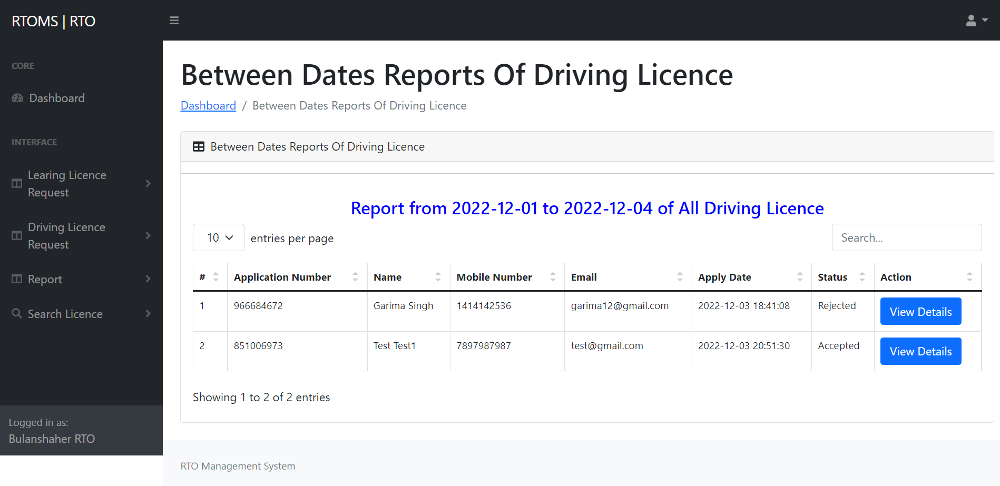 RTOMS | RTO
CORE
Dashboard
INTERFACE
Learing Licence
Request
Driving Licence
Request
Report
Search Licence
Logged in as:
Bulanshaher RTO
Between Dates Reports Of Driving Licence
Dashboard / Between Dates Reports Of Driving Licence
Between Dates Reports Of Driving Licence
Report from 2022-12-01 to 2022-12-04 of All Driving Licence
10 entries per page
Search...
# Application Number Name Mobile Number Email Apply Date Status Action
1 966684672 Garima Singh 1414142536 garima12@gmail.com 2022-12-03 18:41:08 Rejected View Details
2 851006973 Test Test1 7897987987 test@gmail.com 2022-12-03 20:51:30 Accepted View Details
Showing 1 to 2 of 2 entries
RTO Management System